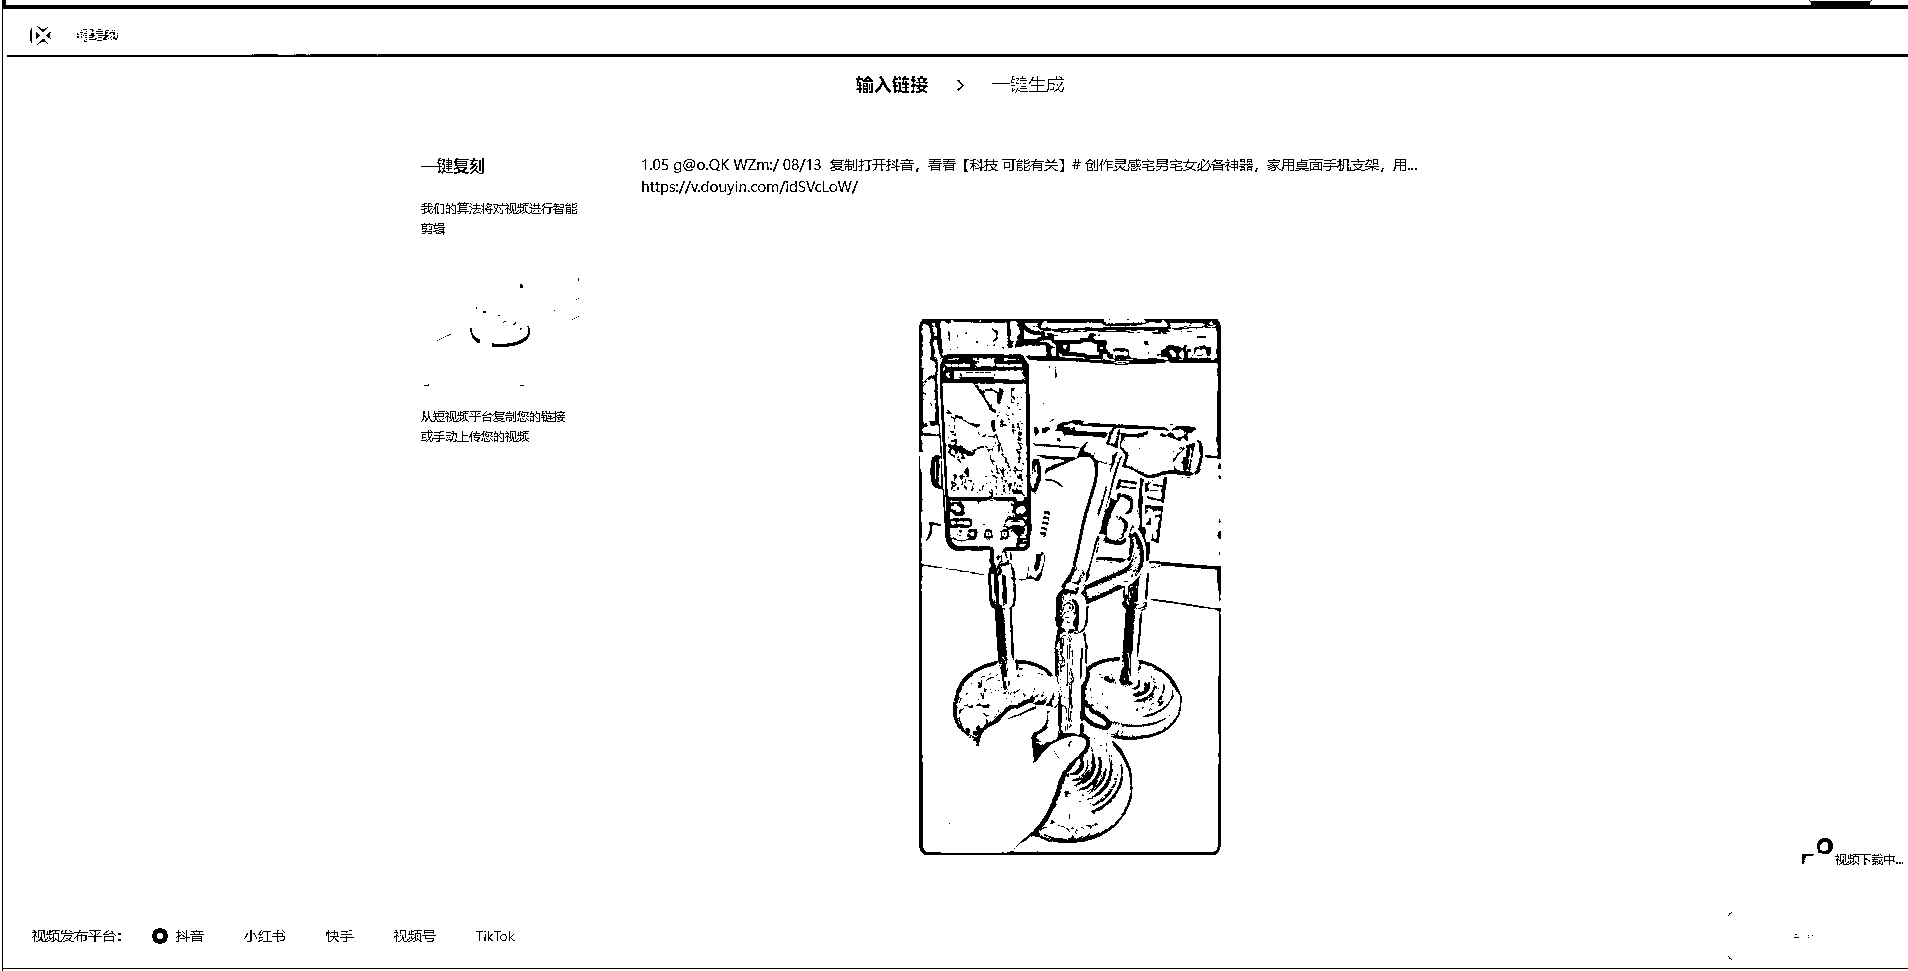 输入链接 > 一键生成
一键复刻
我们的算法将对视频进行智能
剪辑
从短视频平台复制您的链接
或手动上传您的视频
1.05 g@o.QK WZm:/ 08/13 复制打开抖音，看看【科技 可能有关】# 创作灵感宅男宅女必备神器，家用桌面手机支架，用...
https://v.douyin.com/idSVcLoW/
视频下载中...
视频发布平台： 抖音 小红书 快手 视频号 TikTok